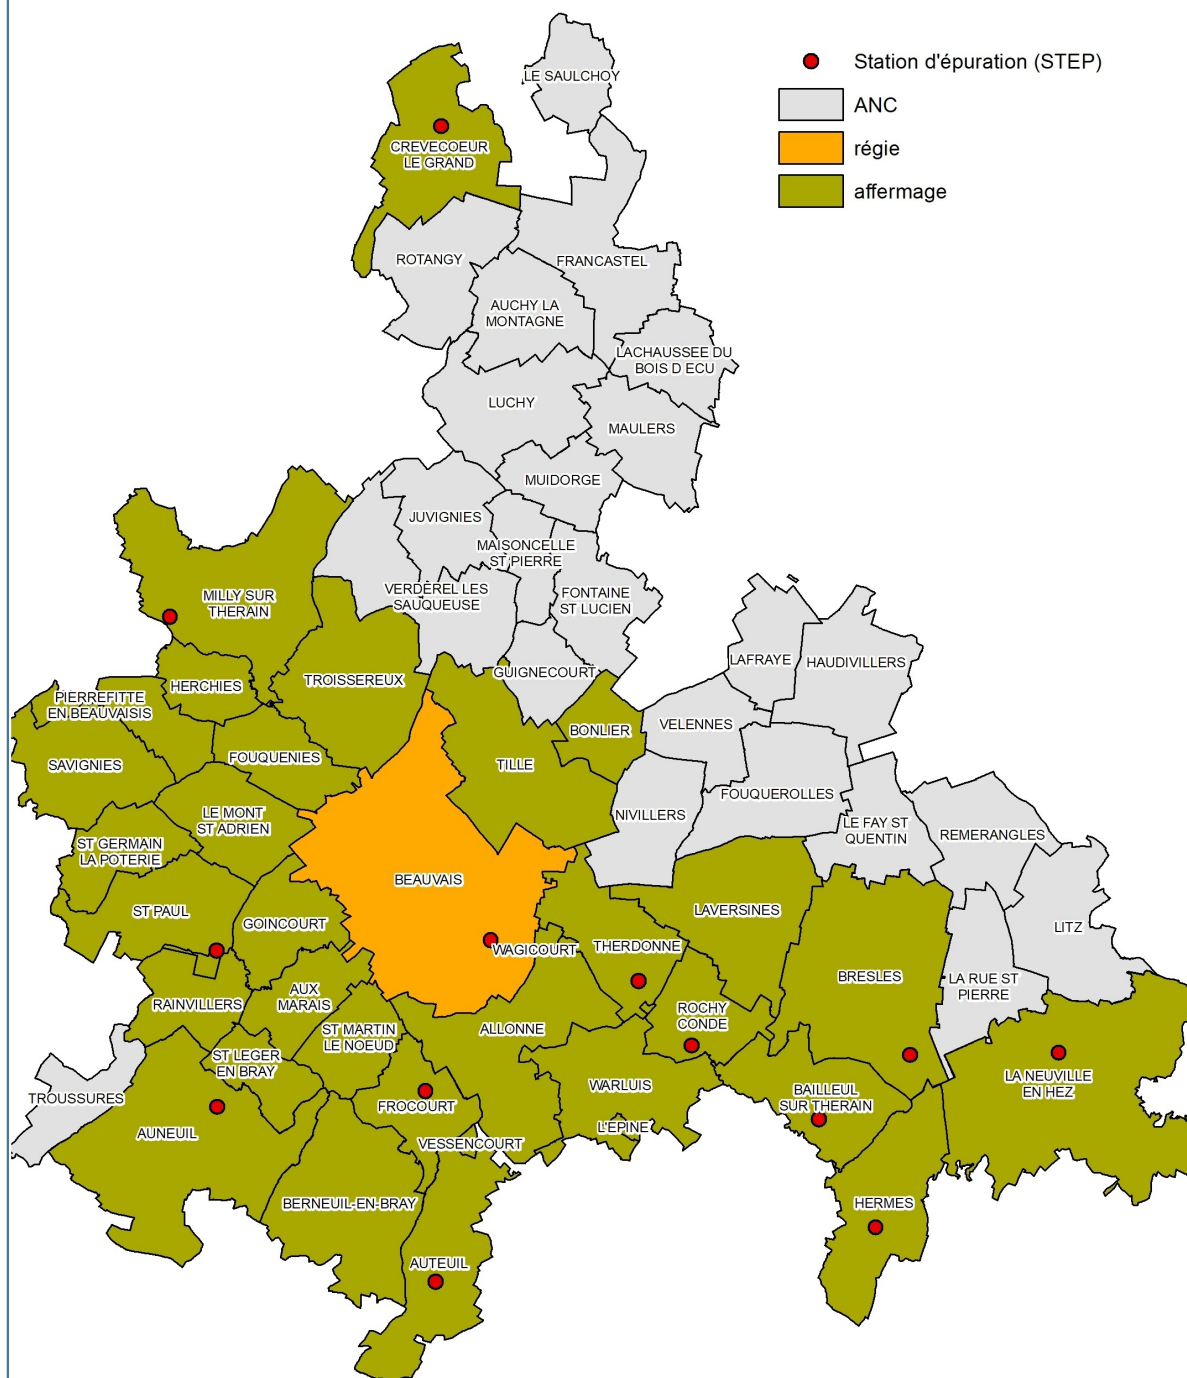 LE SAULCHOY
Station d'épuration (STEP)
ANC
régie
affermage
CREVECOEUR
LE GRAND
ROTANGY
FRANCASTEL
AUCHY LA
MONTAGNE
LACHAUSSEE DU
BOIS D ECU
LUCHY
MAULERS
MUIDORGE
JUVIGNIES
MAISONCELLE
ST PIERRE
VERDEREL LES
SAUQUEUSE
FONTAINE
ST LUCIEN
MILLY SUR
THERAIN
GUIGNECOURT
LAFRAYE
HAUDIVILLERS
HERCHIES
TROISSEREUX
PIERREFITTE
EN BEAUVAISIS
VELENNES
BONLIER
SAVIGNIES
FOUQUENIES
TILLE
FOUQUEROLLES
NIVILLERS
LE MONT
ST ADRIEN
LE FAY ST
QUENTIN
REMERANGLES
ST GERMAIN
LA POTERIE
BEAUVAIS
ST PAUL
GOINCOURT
LAVERSINES
LITZ
WAGICOURT
THERDONNE
BRESLES
LA RUE ST
PIERRE
RAINVILLERS
AUX
MARAIS
ROCHY
CONDE
ST MARTIN
LE NOEUD
ALLONNE
ST LEGER
EN BRAY
LA NEUVILLE
EN HEZ
TROUSSURES
WARLUIS
BAILLEUL
SUR THERAIN
FROCOURT
AUNEUIL
L'EPINE
VESSENCOURT
BERNEUIL-EN-BRAY
HERMES
AUTEUIL